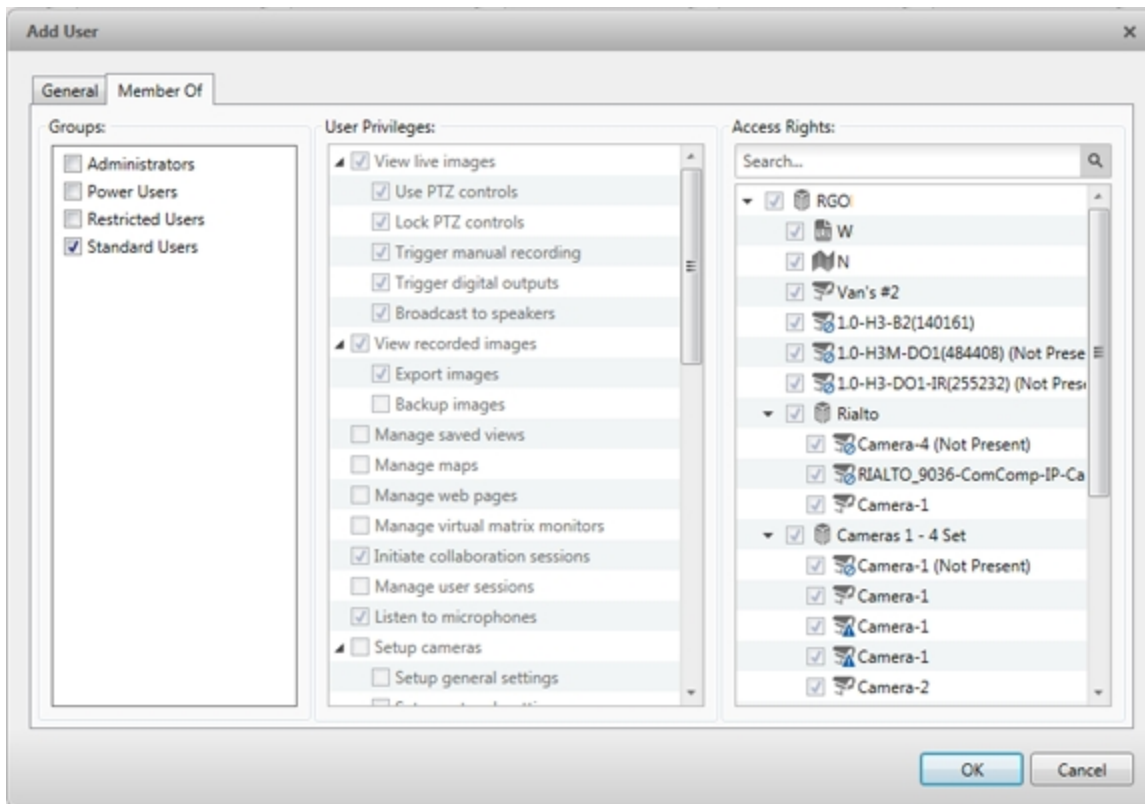 Add User
General
Member Of
Groups:
Administrators
Power Users
Restricted Users
Standard Users
User Privileges:
View live images
Use PTZ controls
Lock PTZ controls
Trigger manual recording
Trigger digital outputs
Broadcast to speakers
View recorded images
Export images
Backup images
Manage saved views
Manage maps
Manage web pages
Manage virtual matrix monitors
Initiate collaboration sessions
Manage user sessions
Listen to microphones
Setup cameras
Setup general settings
Access Rights:
Search...
RGO
W
N
Van's #2
1.0-H3-B2(140161)
1.0-H3M-DO1(484408) (Not Prese
1.0-H3-DO1-IR(255232) (Not Prese
Rialto
Camera-4 (Not Present)
RIALTO_9036-ComComp-IP-Ca
Camera-1
Cameras 1 - 4 Set
Camera-1 (Not Present)
Camera-1
Camera-1
Camera-1
Camera-2
OK
Cancel